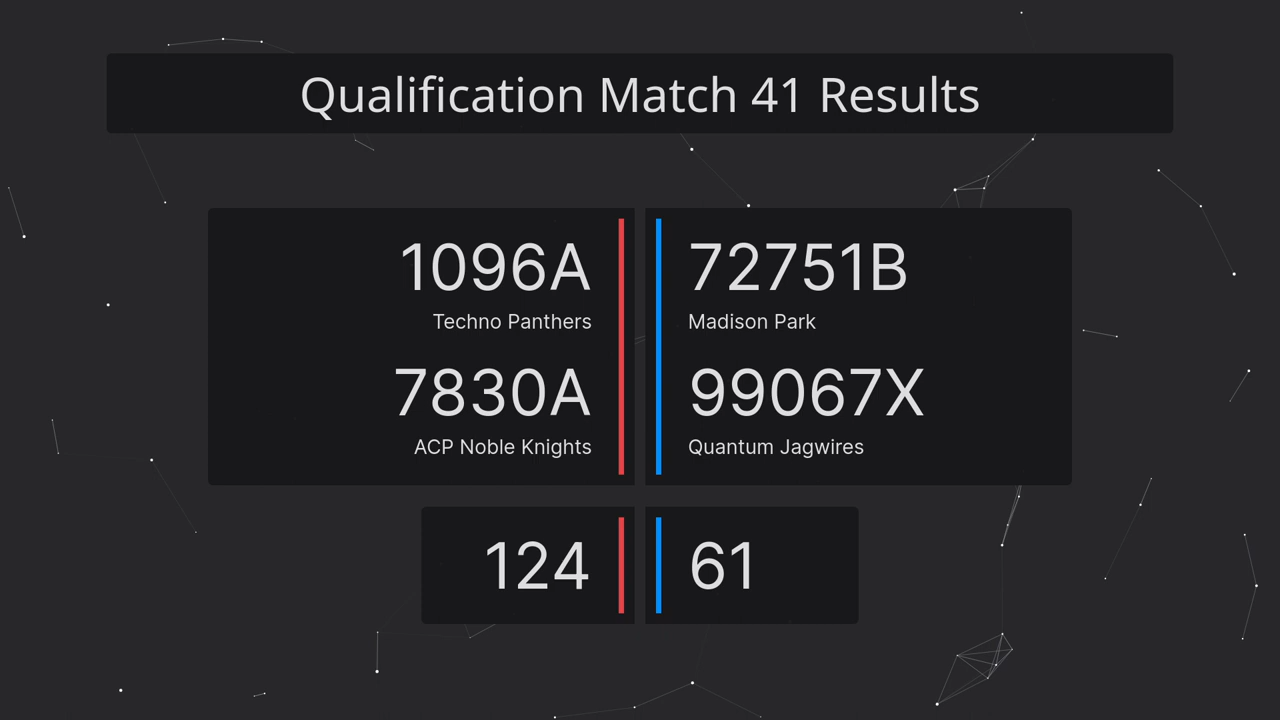 Qualification Match 41 Results
1096A
Techno Panthers
7830A
ACP Noble Knights
72751B
Madison Park
99067X
Quantum Jagwires
124
61